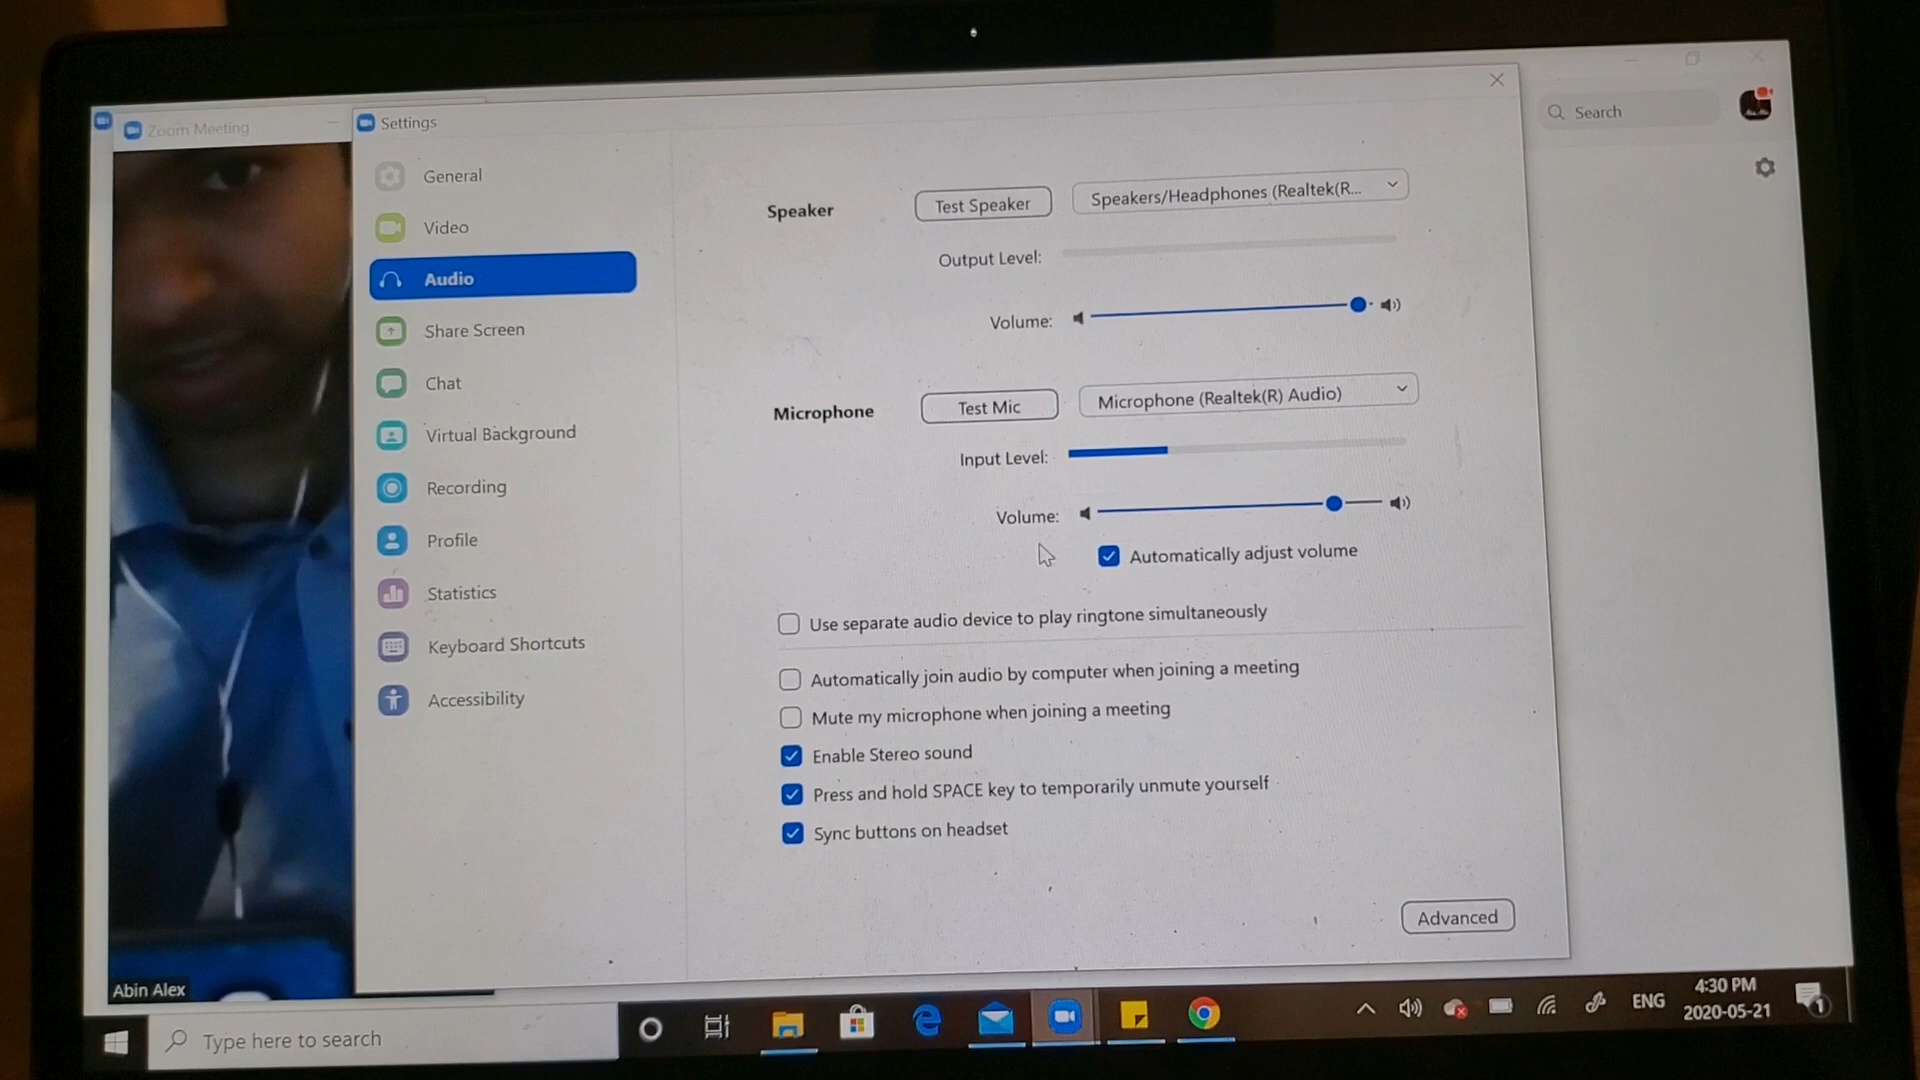 Zoom Meeting
Settings
Search
General
Video
Audio
Share Screen
Chat
Virtual Background
Recording
Profile
Statistics
Keyboard Shortcuts
Accessibility
Speaker
Test Speaker
Speakers/Headphones (Realtek(R...
Output Level:
Volume:
Microphone
Test Mic
Microphone (Realtek(R) Audio)
Input Level:
Volume:
Automatically adjust volume
Use separate audio device to play ringtone simultaneously
Automatically join audio by computer when joining a meeting
Mute my microphone when joining a meeting
Enable Stereo sound
Press and hold SPACE key to temporarily unmute yourself
Sync buttons on headset
Advanced
Abin Alex
Type here to search
ENG
4:30 PM
2020-05-21
1